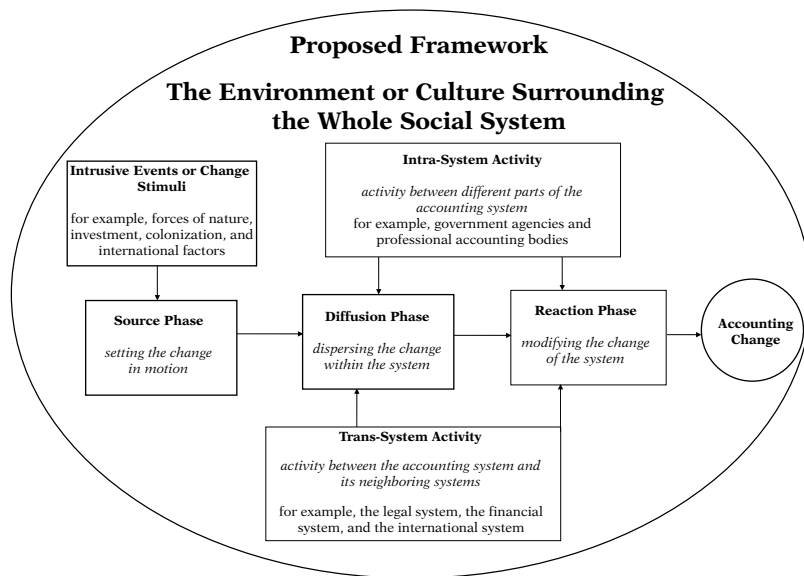 Proposed Framework
The Environment or Culture Surrounding
the Whole Social System
Intrusive Events or Change
Stimuli
for example, forces of nature,
investment, colonization, and
international factors
Intra-System Activity
activity between different parts of the
accounting system
for example, government agencies and
professional accounting bodies
Source Phase
setting the change
in motion
Diffusion Phase
dispersing the change
within the system
Reaction Phase
modifying the change
of the system
Accounting
Change
Trans-System Activity
activity between the accounting system and
its neighboring systems
for example, the legal system, the financial
system, and the international system